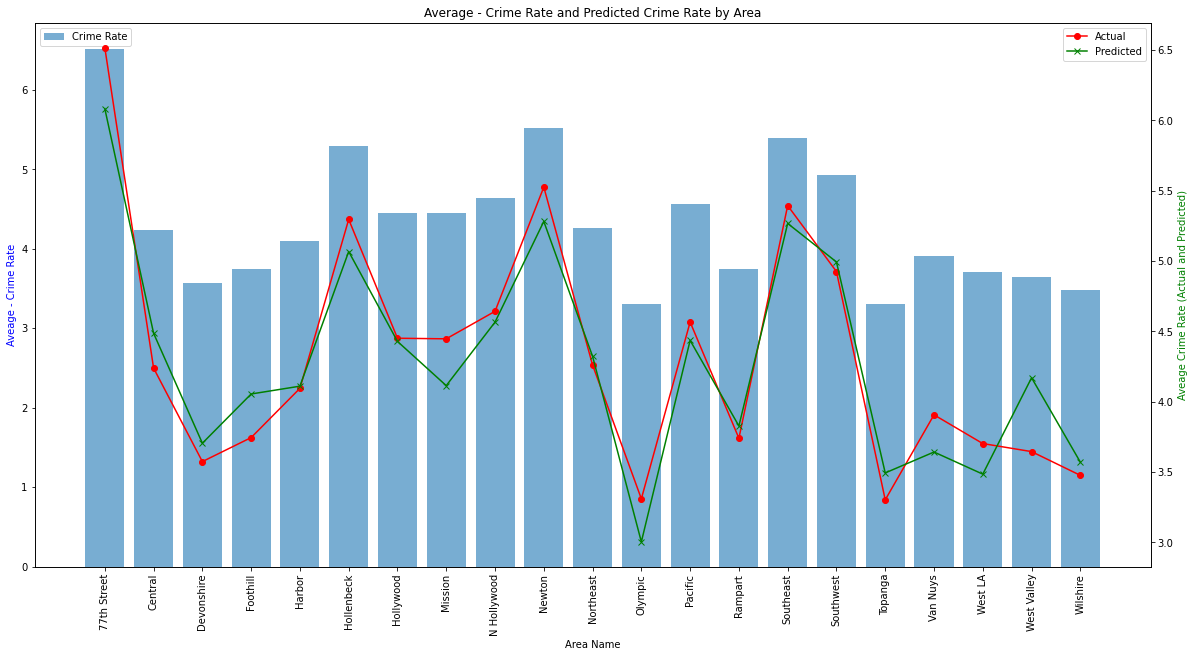 Average - Crime Rate and Predicted Crime Rate by Area
Crime Rate
Actual
Predicted
Aveage - Crime Rate
6
5
4
3
2
1
0
6.5
6.0
5.5
5.0
4.5
4.0
3.5
3.0
Aveage Crime Rate (Actual and Predicted)
77th Street
Central
Devonshire
Foothill
Harbor
Hollenbeck
Hollywood
Mission
N Hollywood
Newton
Northeast
Olympic
Pacific
Rampart
Southeast
Southwest
Topanga
Van Nuys
West LA
West Valley
Wilshire
Area Name